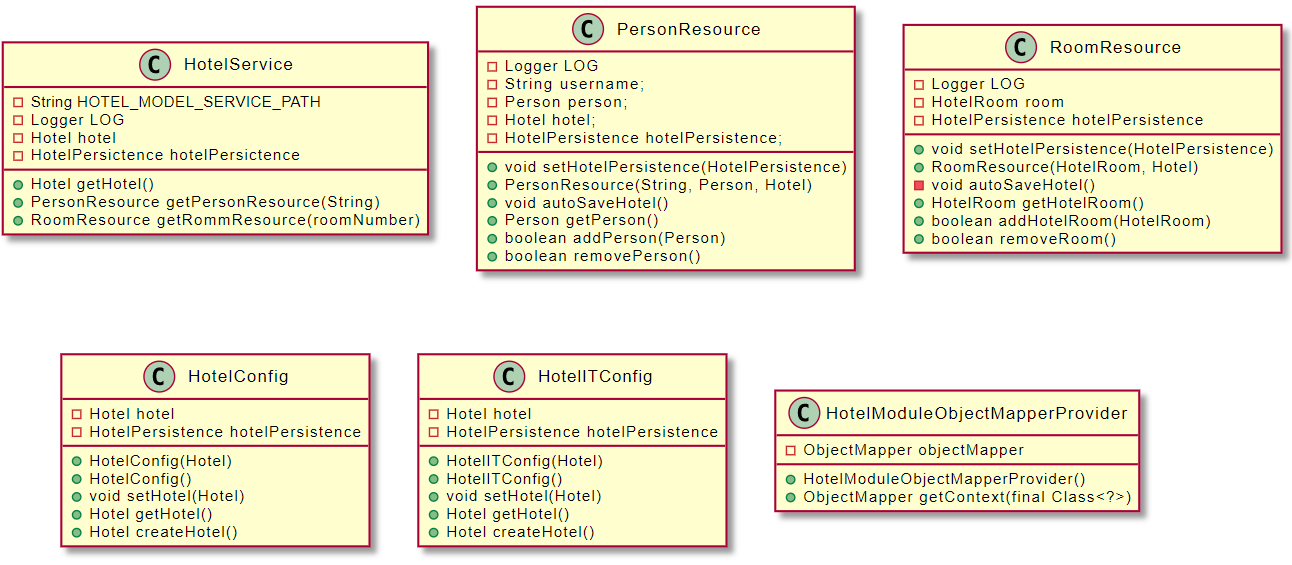 C HotelService
String HOTEL_MODEL_SERVICE_PATH
Logger LOG
Hotel hotel
HotelPersictence hotelPersictence
Hotel getHotel()
PersonResource getPersonResource(String)
RoomResource getRommResource(roomNumber)
C PersonResource
Logger LOG
String username;
Person person;
Hotel hotel;
HotelPersistence hotelPersistence;
void setHotelPersistence(HotelPersistence)
PersonResource(String, Person, Hotel)
void autoSaveHotel()
Person getPerson()
boolean addPerson(Person)
boolean removePerson()
C RoomResource
Logger LOG
HotelRoom room
HotelPersistence hotelPersistence
void setHotelPersistence(HotelPersistence)
RoomResource(HotelRoom, Hotel)
void autoSaveHotel()
HotelRoom getHotelRoom()
boolean addHotelRoom(HotelRoom)
boolean removeRoom()
C HotelConfig
Hotel hotel
HotelPersistence hotelPersistence
HotelConfig(Hotel)
HotelConfig()
void setHotel(Hotel)
Hotel getHotel()
Hotel createHotel()
C HotelITConfig
Hotel hotel
HotelPersistence hotelPersistence
HotelITConfig(Hotel)
HotelITConfig()
void setHotel(Hotel)
Hotel getHotel()
Hotel createHotel()
C HotelModuleObjectMapperProvider
ObjectMapper objectMapper
HotelModuleObjectMapperProvider()
ObjectMapper getContext(final Class<?>)